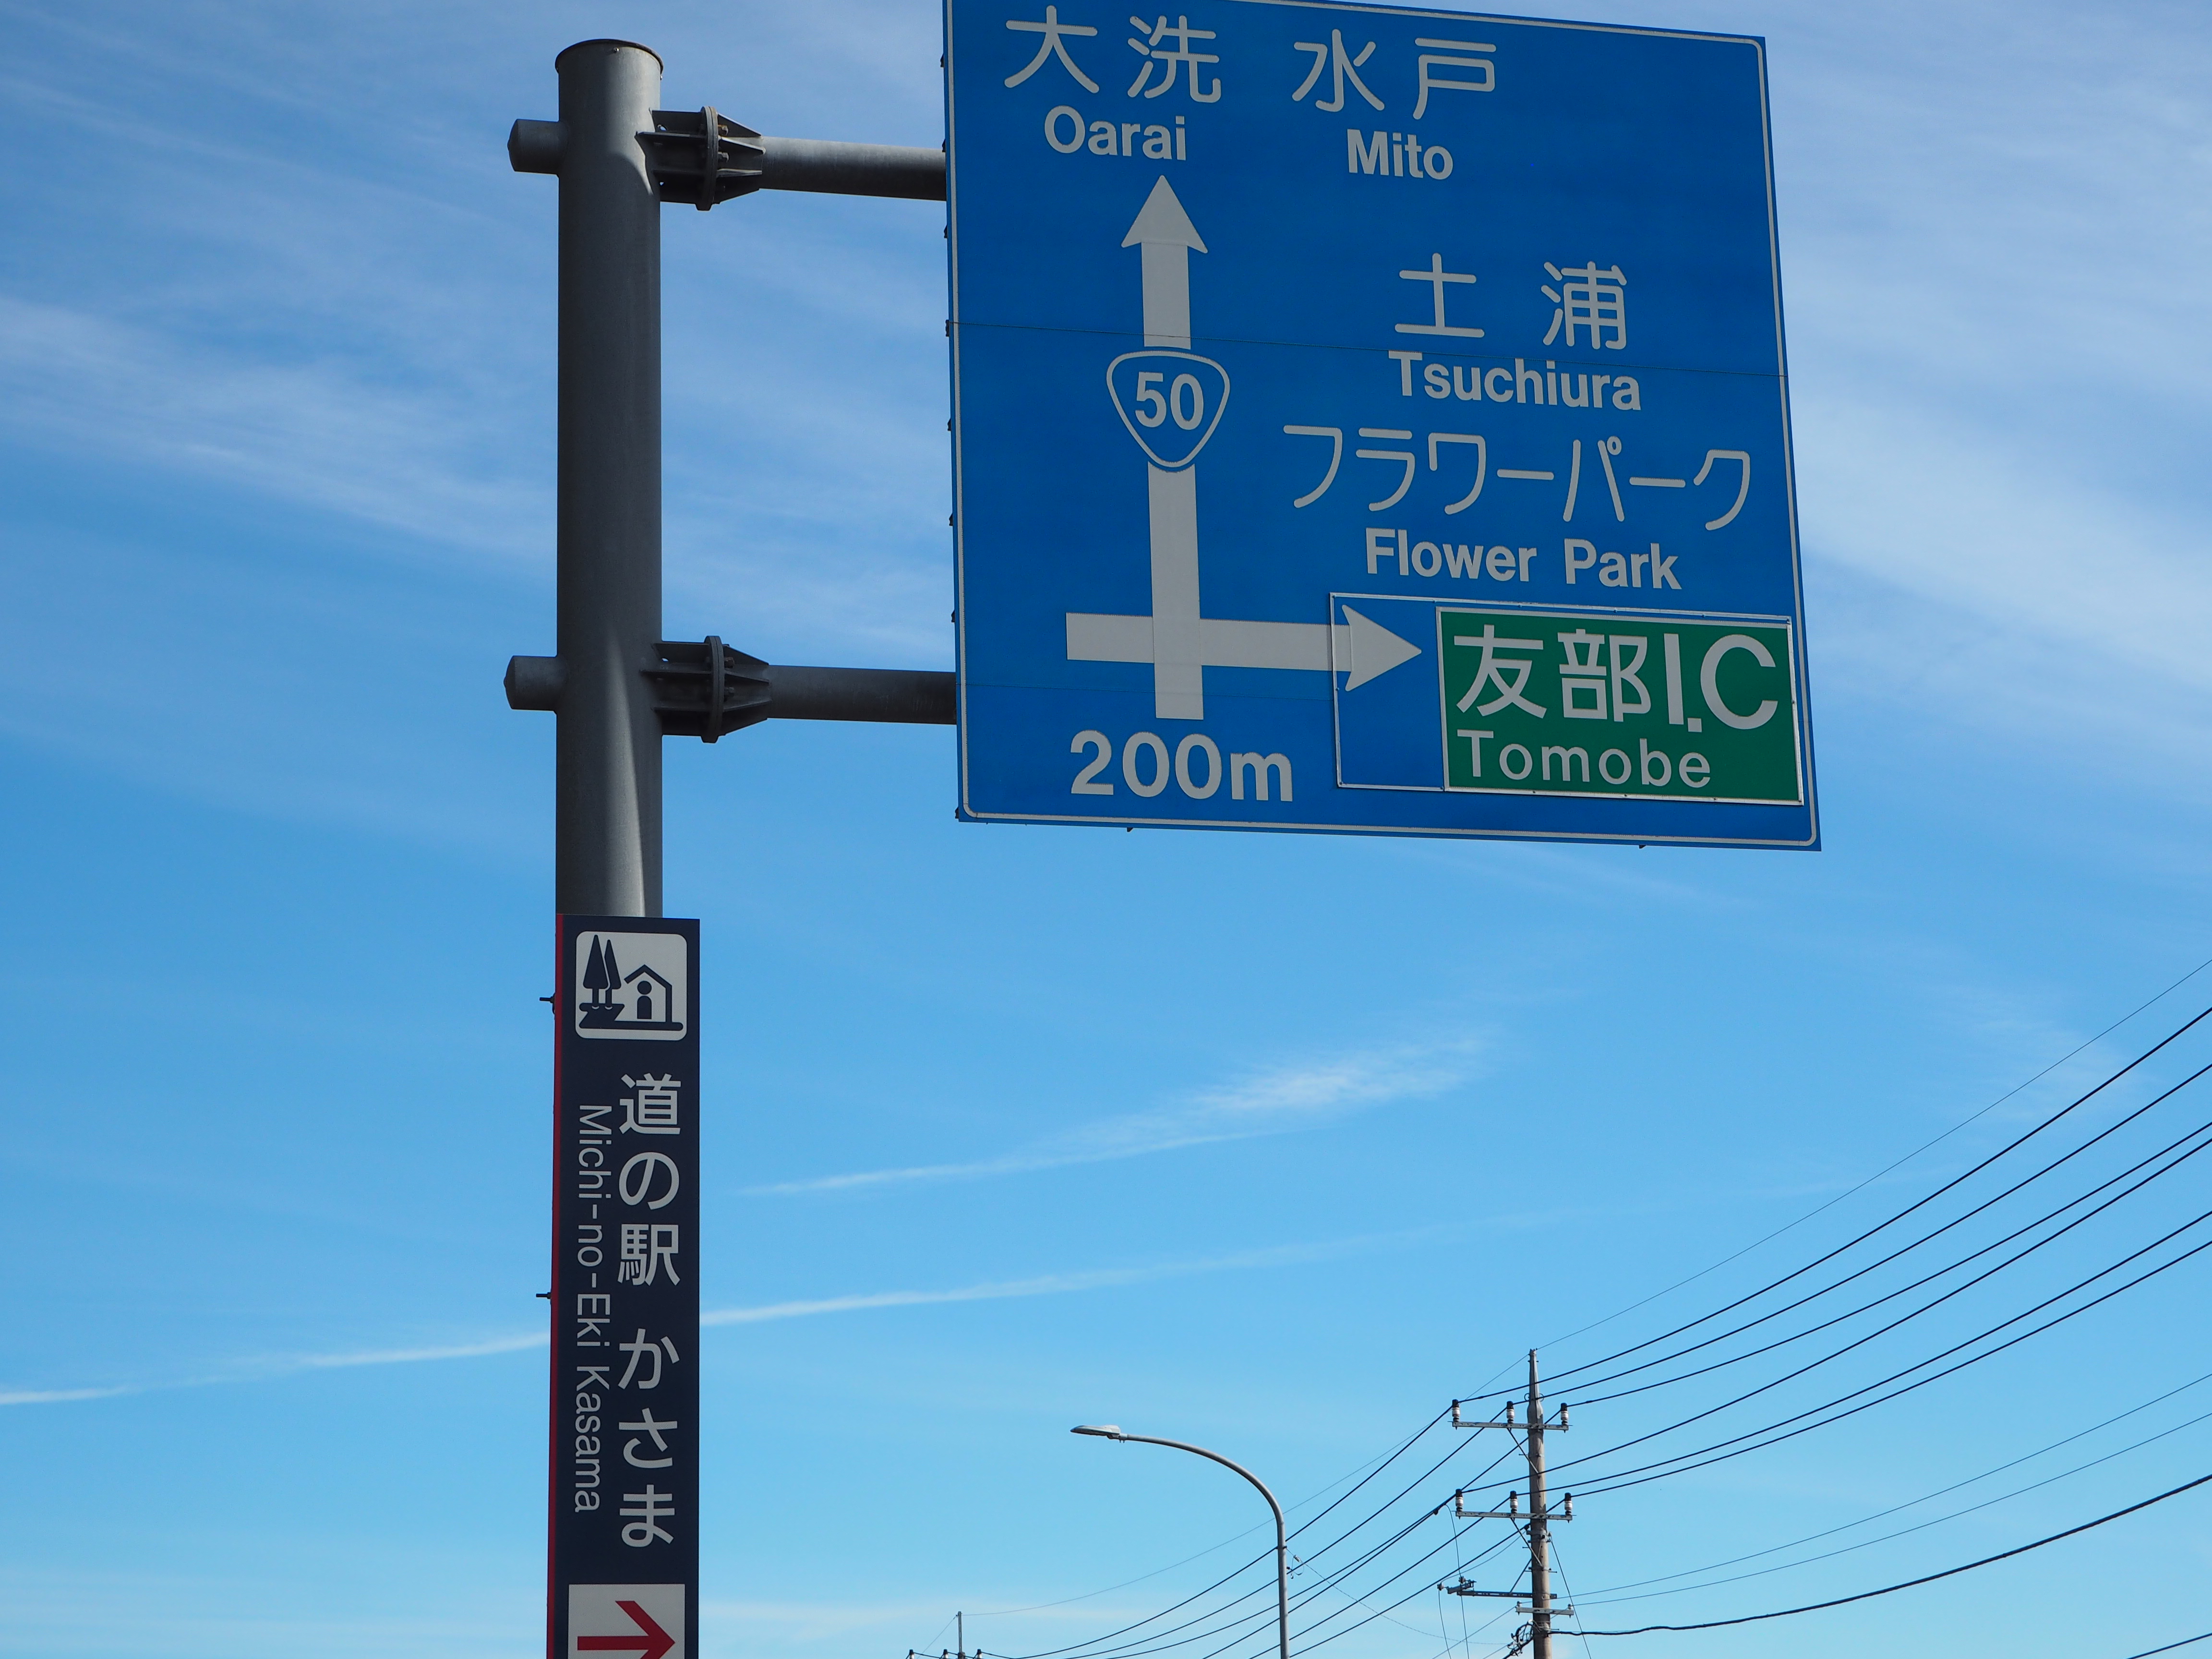 大洗 水戸
Oarai Mito
50
土浦
Tsuchiura
フラワーパーク
Flower Park
友部I.C
Tomobe
200m
道の駅 かさま
Michi-no-Eki Kasama